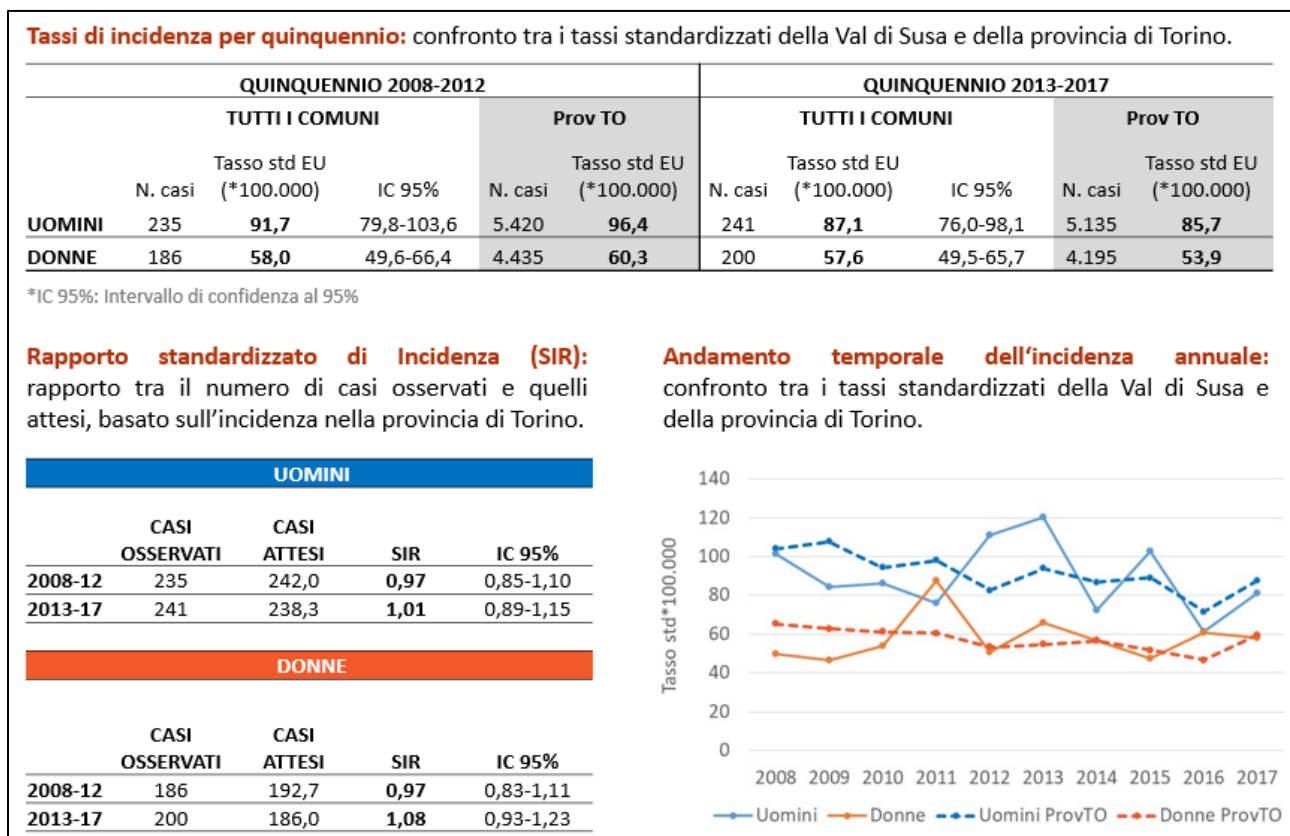 Tassi di incidenza per quinquennio: confronto tra i tassi standardizzati della Val di Susa e della provincia di Torino.
QUINQUENNIO 2008-2012 QUINQUENNIO 2013-2017
TUTTI I COMUNI Prov TO TUTTI I COMUNI Prov TO
Tasso std EU Tasso std EU Tasso std EU Tasso std EU
N. casi (*100.000) IC 95% N. casi (*100.000) N. casi (*100.000) IC 95% N. casi (*100.000)
UOMINI 235 91,7 79,8-103,6 5.420 96,4 241 87,1 76,0-98,1 5.135 85,7
DONNE 186 58,0 49,6-66,4 4.435 60,3 200 57,6 49,5-65,7 4.195 53,9
*IC 95%: Intervallo di confidenza al 95%
Rapporto standardizzato di Incidenza (SIR):
rapporto tra il numero di casi osservati e quelli
attesi, basato sull’incidenza nella provincia di Torino.
UOMINI
CASI CASI
OSSERVATI ATTESI SIR IC 95%
2008-12 235 242,0 0,97 0,85-1,10
2013-17 241 238,3 1,01 0,89-1,15
DONNE
CASI CASI
OSSERVATI ATTESI SIR IC 95%
2008-12 186 192,7 0,97 0,83-1,11
2013-17 200 186,0 1,08 0,93-1,23
Andamento temporale dell‘incidenza annuale:
confronto tra i tassi standardizzati della Val di Susa e
della provincia di Torino.
Tasso std*100.000
140
120
100
80
60
40
20
0
2008 2009 2010 2011 2012 2013 2014 2015 2016 2017
Uomini Donne Uomini ProvTO Donne ProvTO